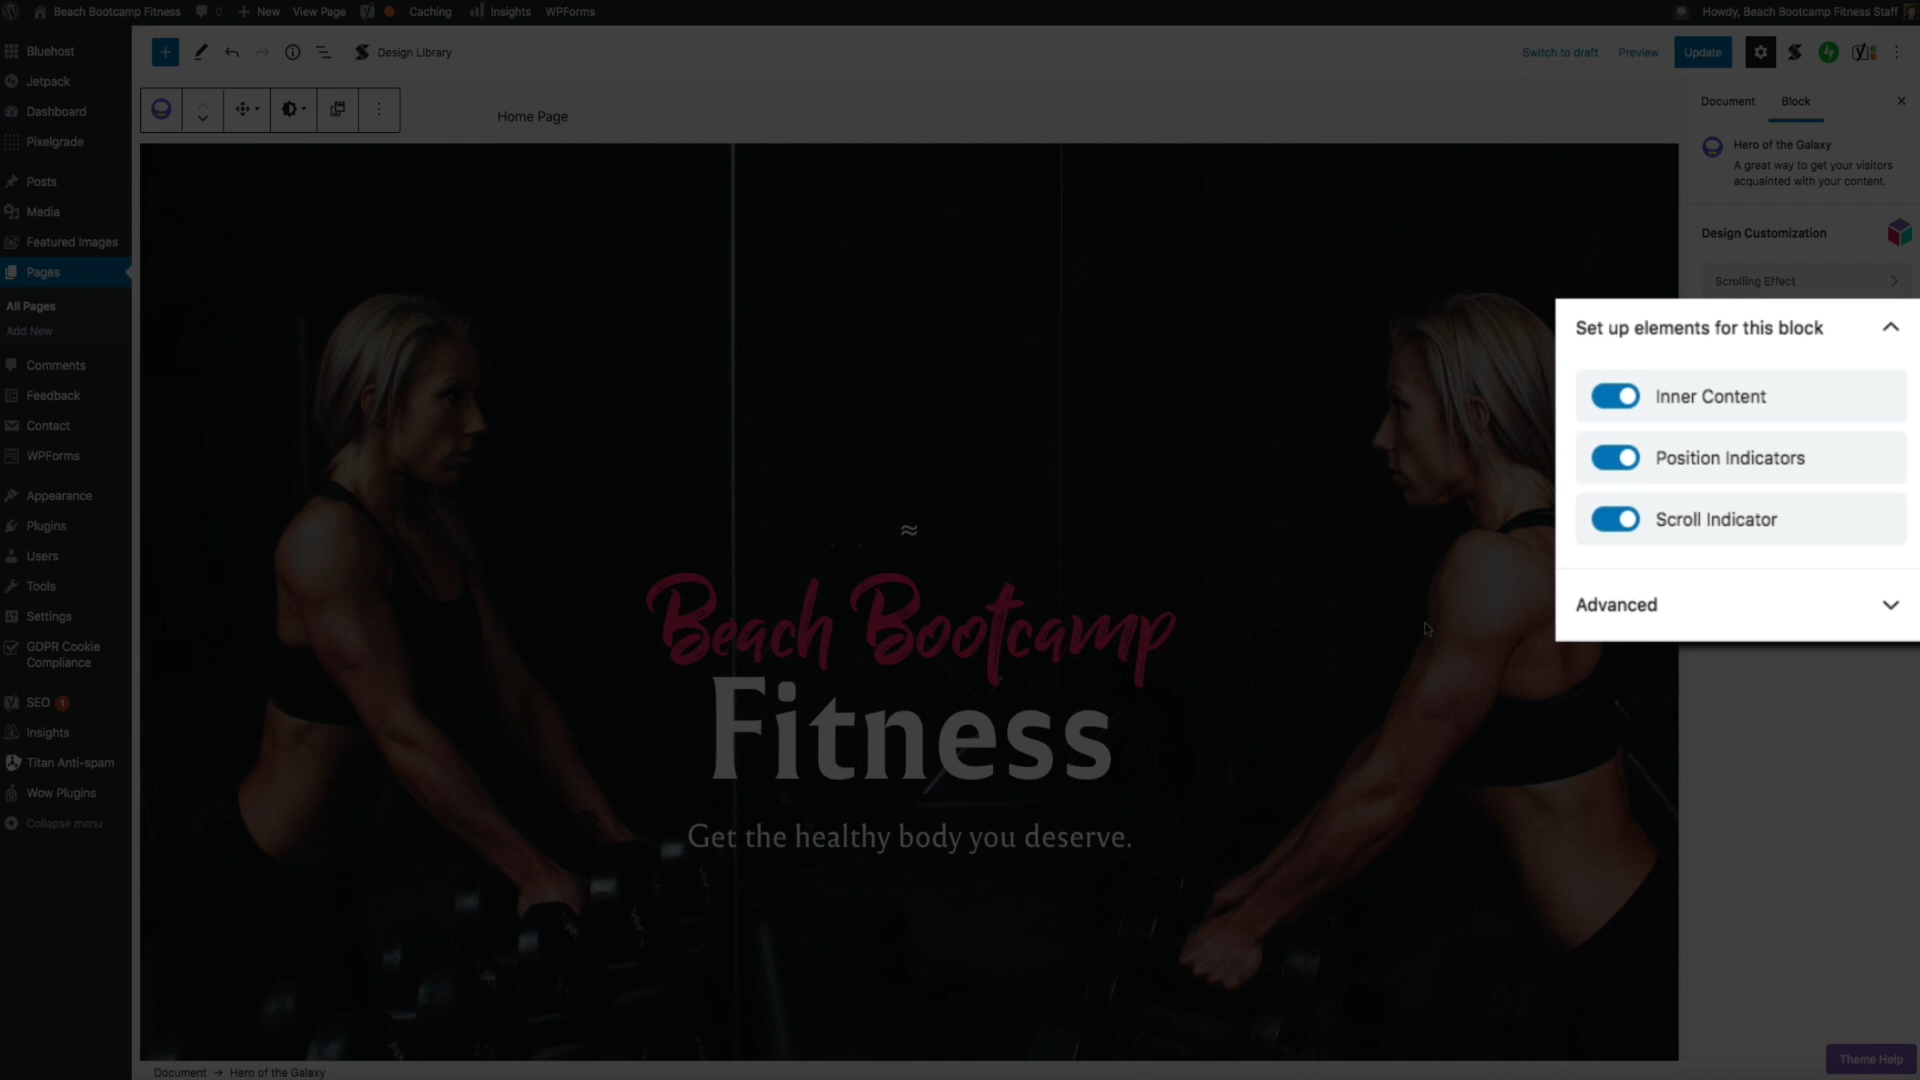 Beach Bootcamp Fitness
0
New
View Page
Caching
Insights
WPForms
Howdy, Beach Bootcamp Fitness Staff
Bluehost
Jetpack
Dashboard
Pixelgrade
Posts
Media
Featured Images
Pages
All Pages
Add New
Comments
Feedback
Contact
WPForms
Appearance
Plugins
Users
Tools
Settings
GDPR Cookie
Compliance
SEO 1
Insights
Titan Anti-spam
Wow Plugins
Collapse menu
Design Library
Switch to draft
Preview
Update
Home Page
≈
Beach Bootcamp
Fitness
Get the healthy body you deserve.
Document
Block
Hero of the Galaxy
A great way to get your visitors
acquainted with your content.
Design Customization
Scrolling Effect
Set up elements for this block
Inner Content
Position Indicators
Scroll Indicator
Advanced
Theme Help
Document → Hero of the Galaxy